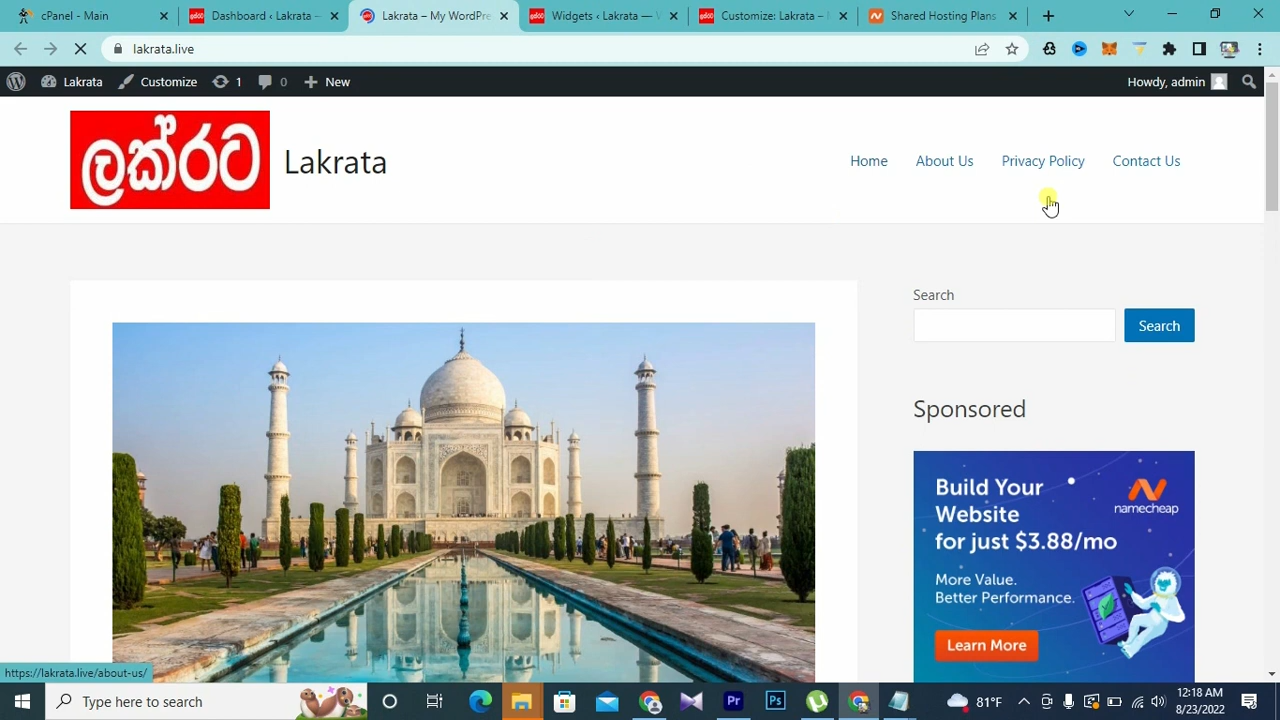 cPanel - Main
Dashboard ‹ Lakrata —
Lakrata – My WordPre
Widgets ‹ Lakrata — W
Customize: Lakrata –
Shared Hosting Plans
lakrata.live
Lakrata
Customize
1
0
New
Howdy, admin
ලක්රට
Lakrata
Home
About Us
Privacy Policy
Contact Us
Search
Search
Sponsored
Build Your
Website
for just $3.88/mo
namecheap
More Value.
Better Performance.
Learn More
https://lakrata.live/about-us/
Type here to search
Pr
Ps
81°F
12:18 AM
8/23/2022